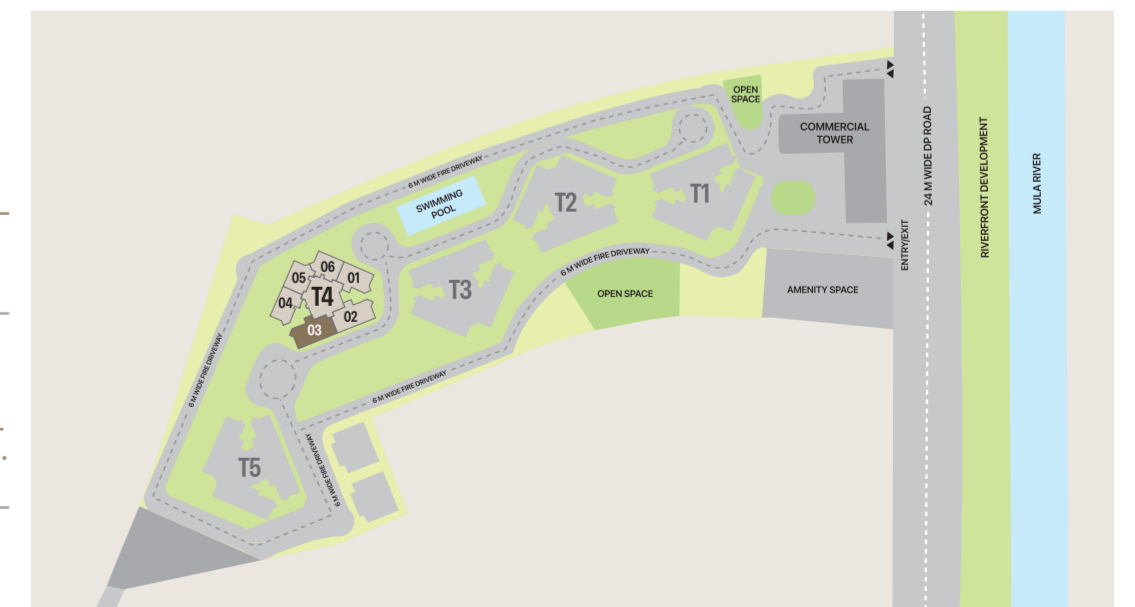 OPEN
SPACE
COMMERCIAL
TOWER
24 M WIDE DP ROAD
RIVERFRONT DEVELOPMENT
MULA RIVER
6 M WIDE FIRE DRIVEWAY
SWIMMING
POOL
T2
T1
ENTRY/EXIT
6 M WIDE FIRE DRIVEWAY
06
05
01
T4
04
02
03
T3
OPEN SPACE
AMENITY SPACE
6 M WIDE FIRE DRIVEWAY
6 M WIDE FIRE DRIVEWAY
6 M WIDE FIRE DRIVEWAY
T5